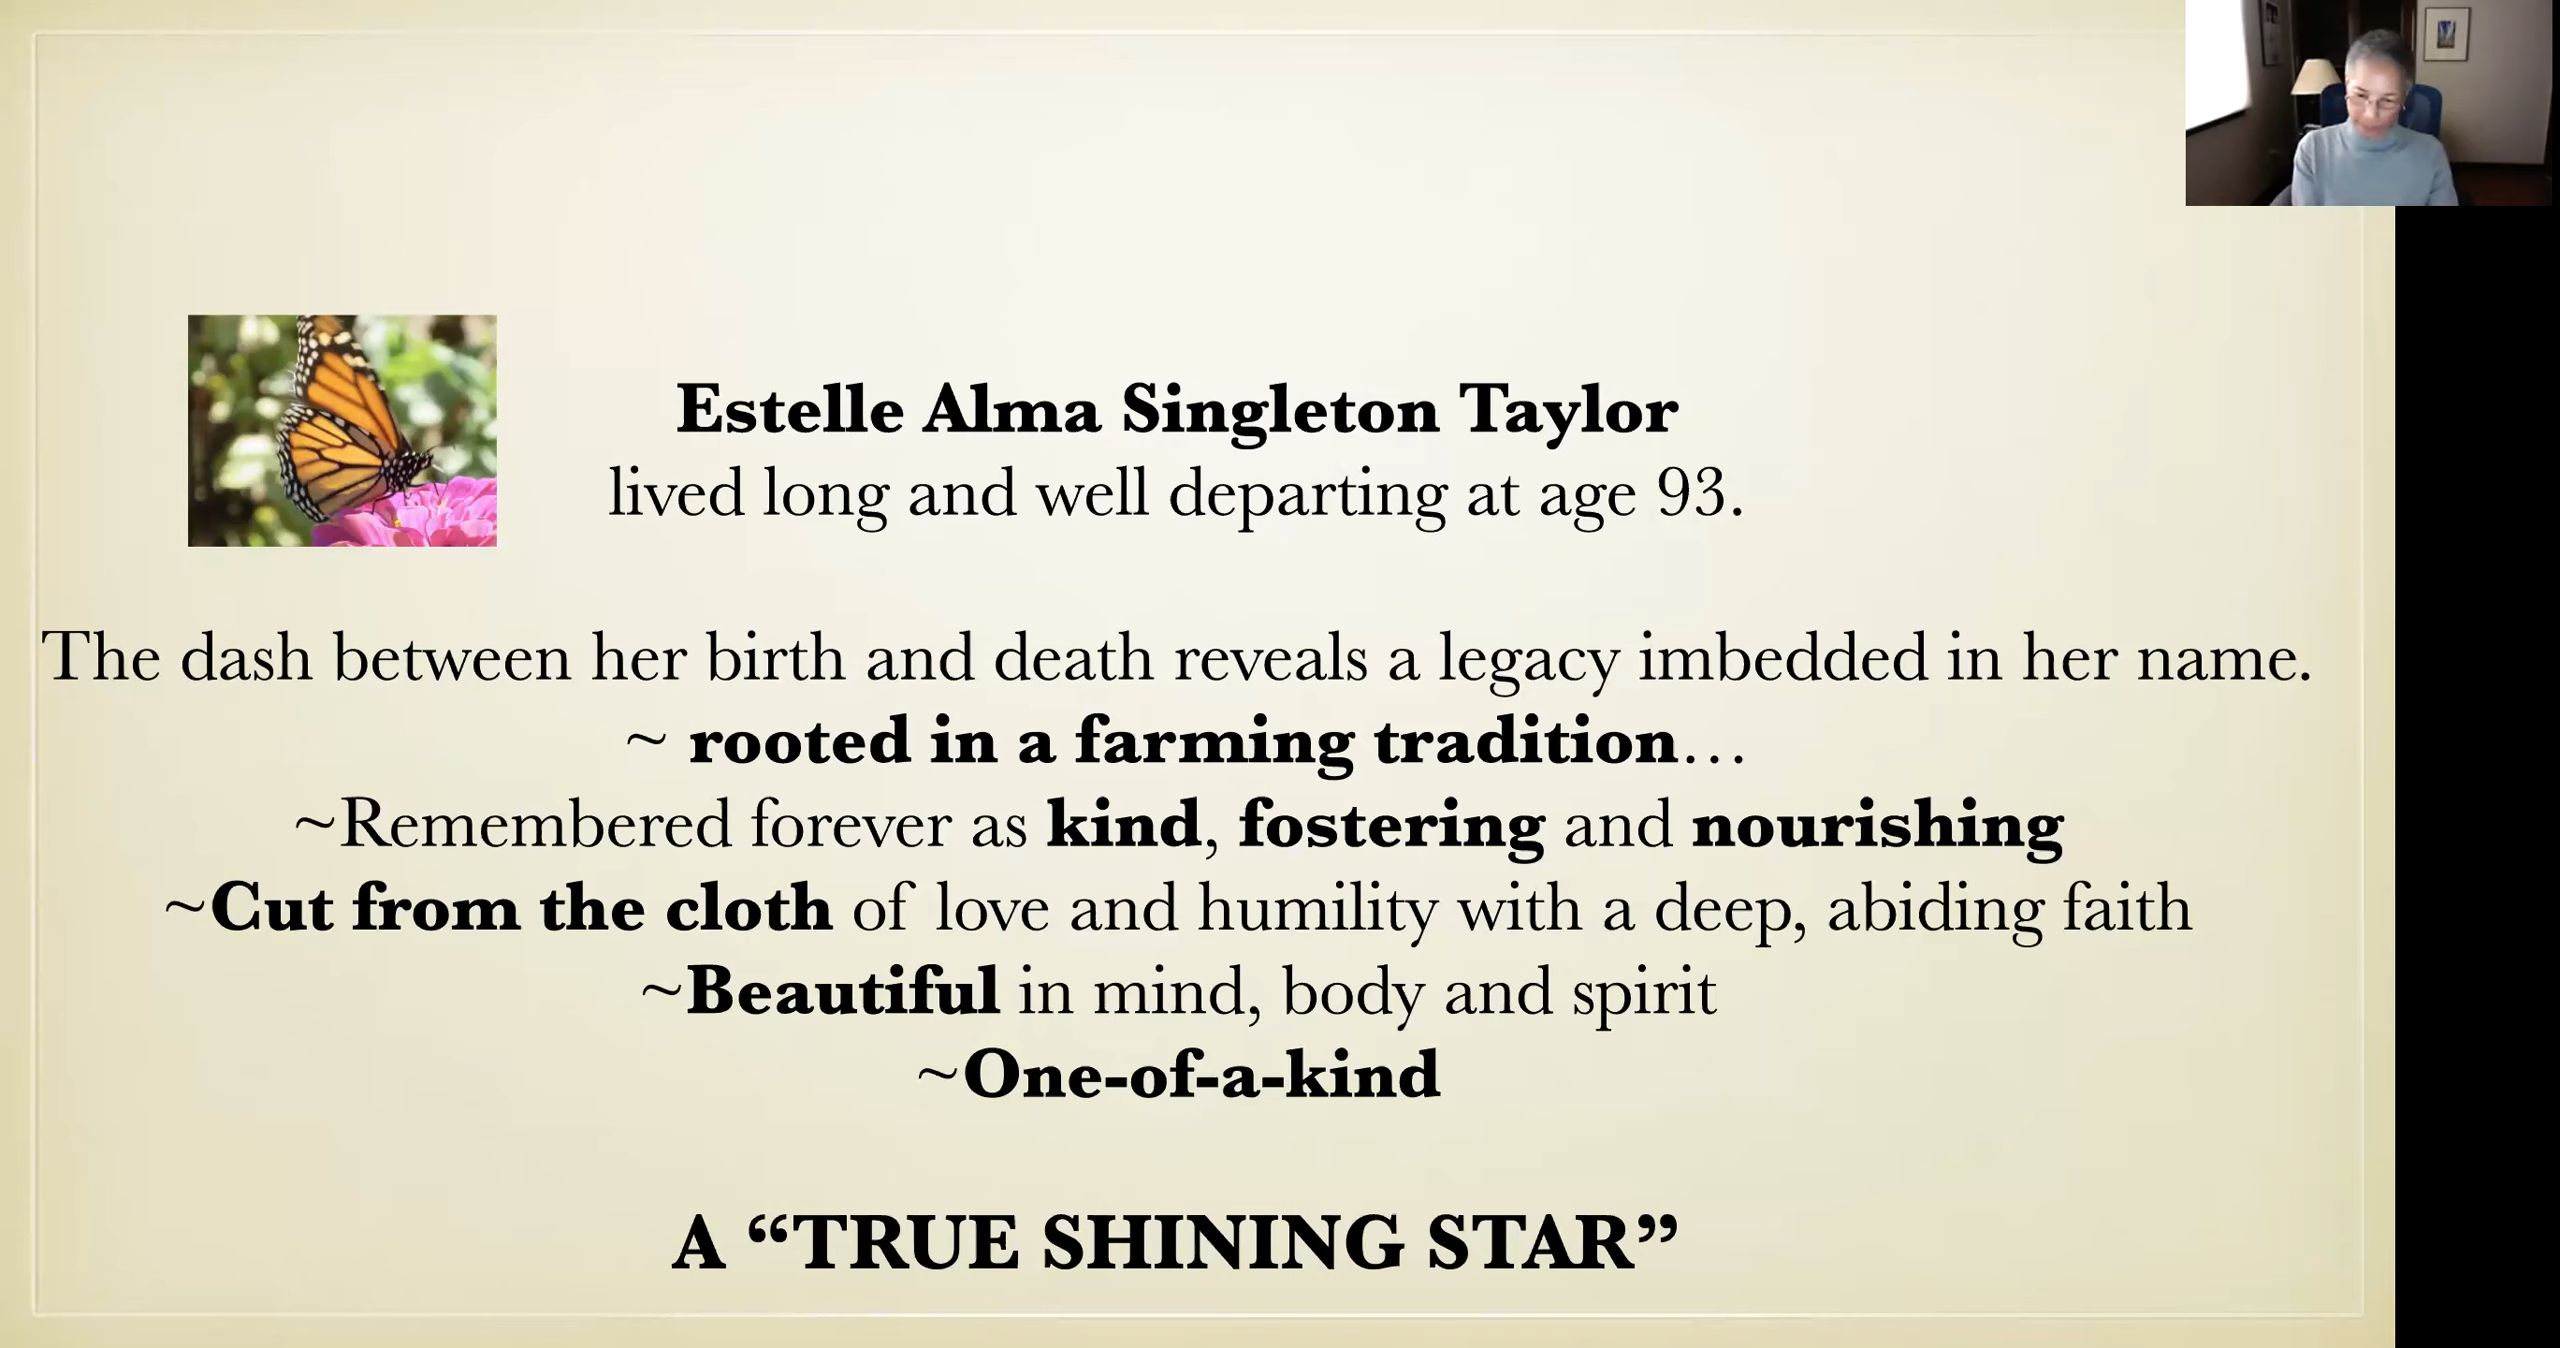 Estelle Alma Singleton Taylor
lived long and well departing at age 93.
The dash between her birth and death reveals a legacy imbedded in her name.
~ rooted in a farming tradition…
~Remembered forever as kind, fostering and nourishing
~Cut from the cloth of love and humility with a deep, abiding faith
~Beautiful in mind, body and spirit
~One-of-a-kind
A “TRUE SHINING STAR”